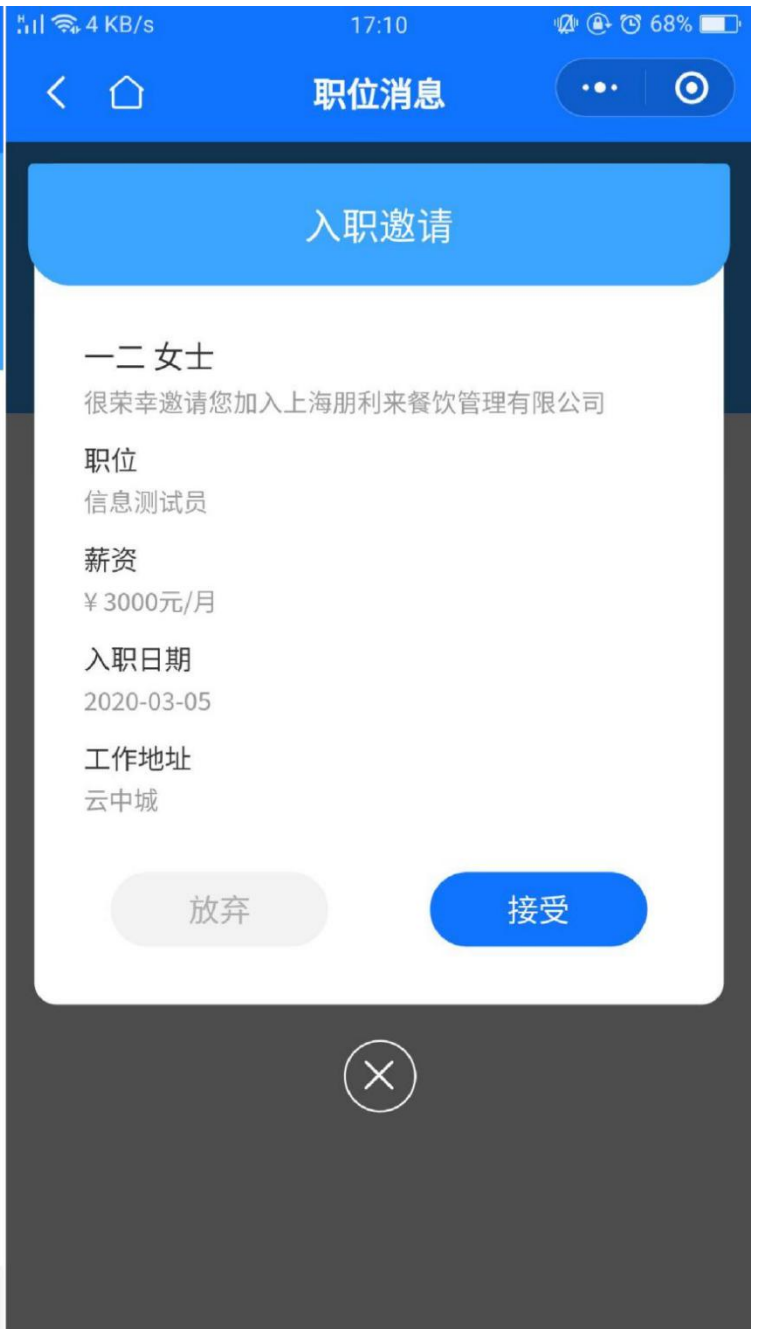 4 KB/s 17:10 68%
职位消息
入职邀请
一二 女士
很荣幸邀请您加入上海朋利来餐饮管理有限公司
职位
信息测试员
薪资
¥ 3000元/月
入职日期
2020-03-05
工作地址
云中城
放弃 接受